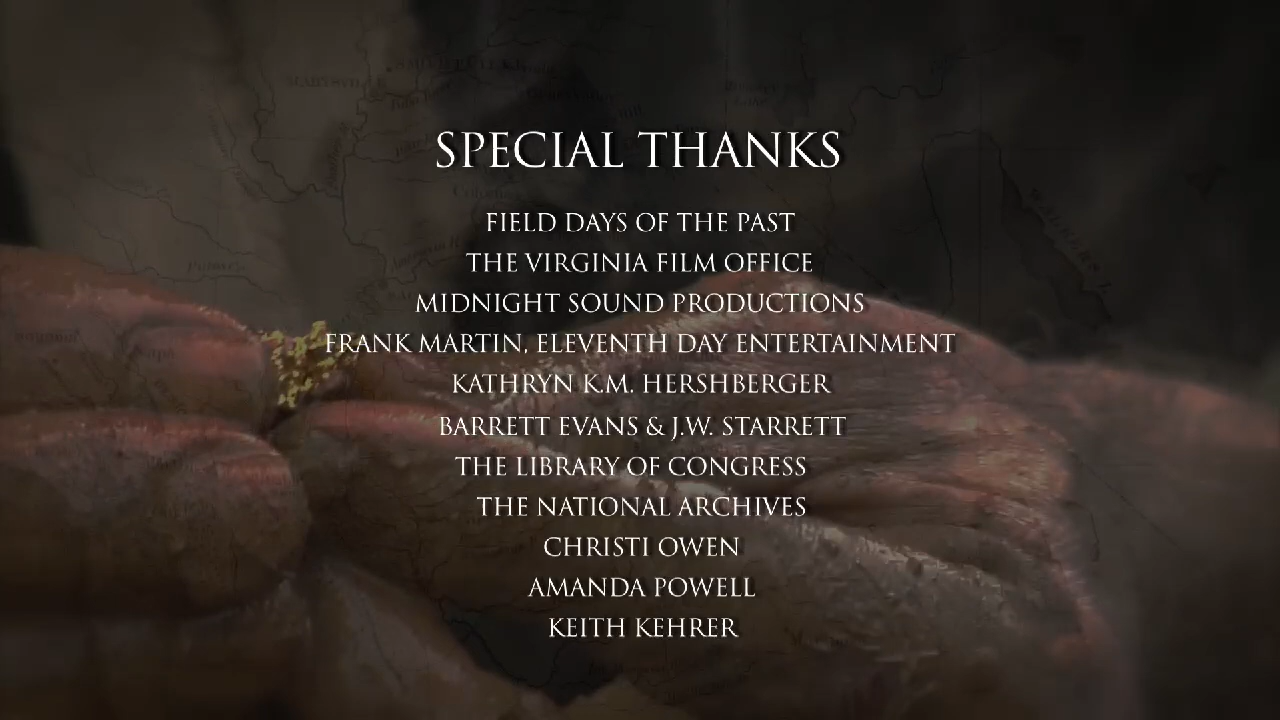 SPECIAL THANKS
FIELD DAYS OF THE PAST
THE VIRGINIA FILM OFFICE
MIDNIGHT SOUND PRODUCTIONS
FRANK MARTIN, ELEVENTH DAY ENTERTAINMENT
KATHRYN K.M. HERSHBERGER
BARRETT EVANS & J.W. STARRETT
THE LIBRARY OF CONGRESS
THE NATIONAL ARCHIVES
CHRISTI OWEN
AMANDA POWELL
KEITH KEHRER